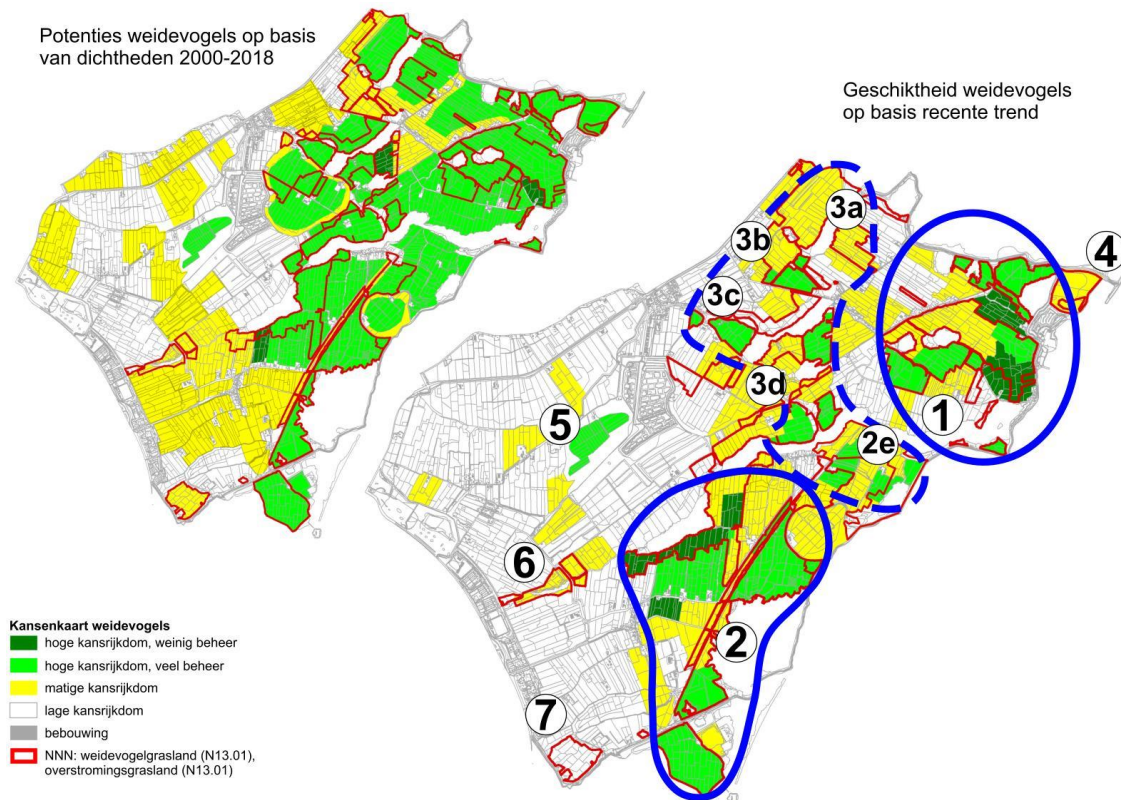 Potenties weidevogels op basis
van dichtheden 2000-2018
Geschiktheid weidevogels
op basis recente trend
3a
3b
4
3c
3d
1
5
2e
6
2
7
Kansenkaart weidevogels
hoge kansrijkdom, weinig beheer
hoge kansrijkdom, veel beheer
matige kansrijkdom
lage kansrijkdom
bebouwing
NNN: weidevogelgrasland (N13.01),
overstromingsgrasland (N13.01)